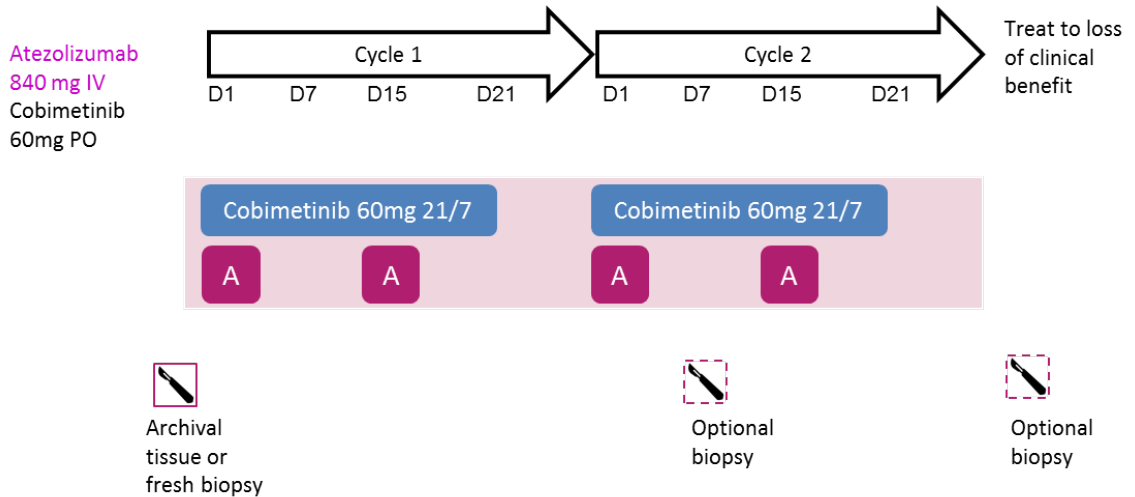 Atezolizumab
840 mg IV
Cobimetinib
60mg PO
Cycle 1
Cycle 2
Treat to loss
of clinical
benefit
D1 D7 D15 D21 D1 D7 D15 D21
Cobimetinib 60mg 21/7
Cobimetinib 60mg 21/7
A A A A
Archival
tissue or
fresh biopsy
Optional
biopsy
Optional
biopsy